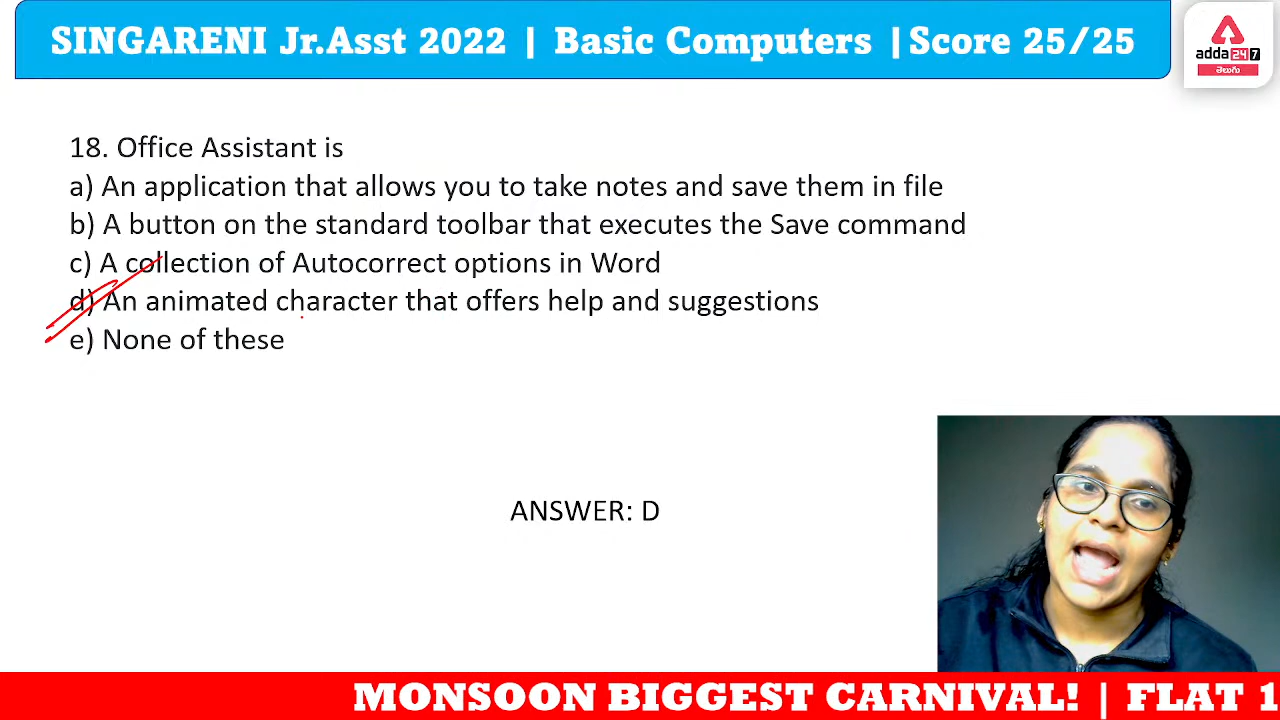 SINGARENI Jr.Asst 2022 | Basic Computers |Score 25/25
adda 24 7
తెలుగు
18. Office Assistant is
a) An application that allows you to take notes and save them in file
b) A button on the standard toolbar that executes the Save command
c) A collection of Autocorrect options in Word
d) An animated character that offers help and suggestions
e) None of these
ANSWER: D
MONSOON BIGGEST CARNIVAL! | FLAT 1